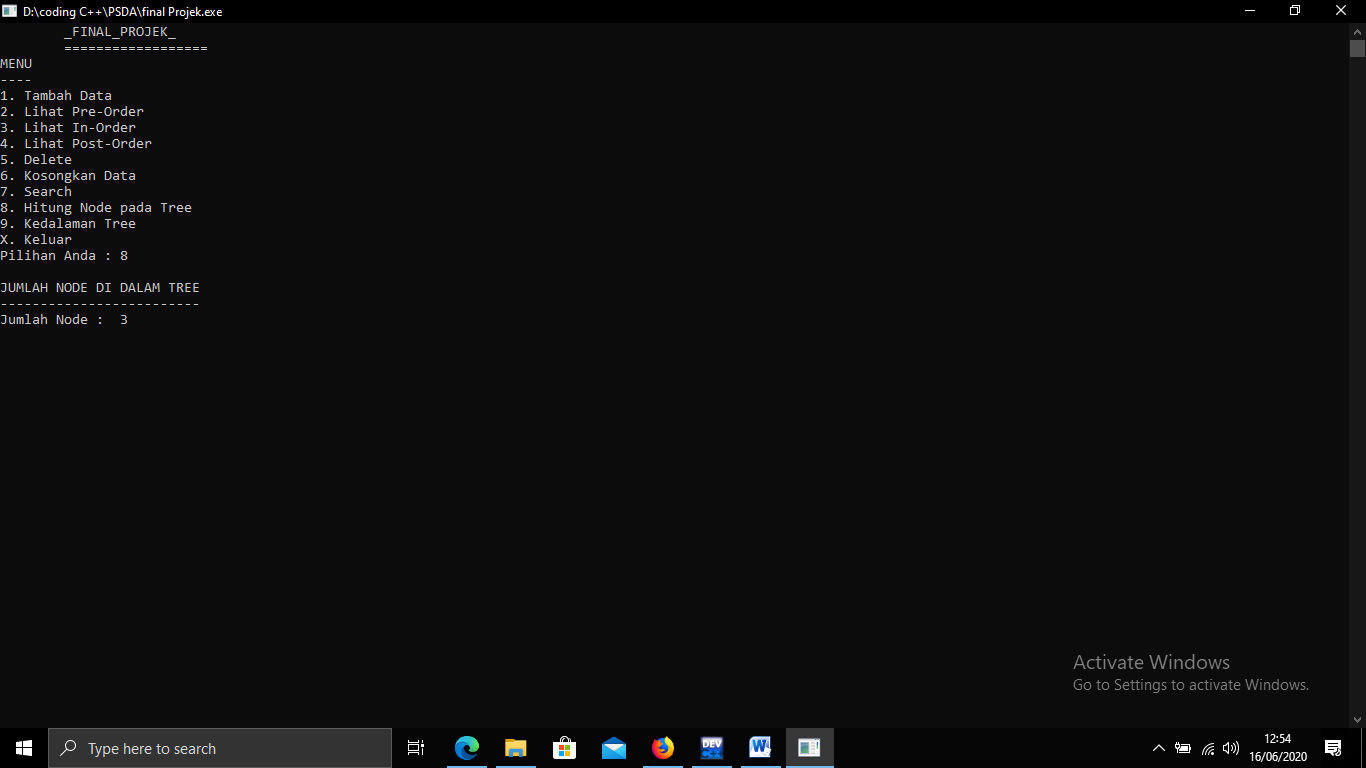 D:\coding C++\PSDA\final Projek.exe
_FINAL_PROJEK_
==================
MENU
----
1. Tambah Data
2. Lihat Pre-Order
3. Lihat In-Order
4. Lihat Post-Order
5. Delete
6. Kosongkan Data
7. Search
8. Hitung Node pada Tree
9. Kedalaman Tree
X. Keluar
Pilihan Anda : 8
JUMLAH NODE DI DALAM TREE
-------------------------
Jumlah Node :  3
Activate Windows
Go to Settings to activate Windows.
Type here to search
DEV
W
12:54
16/06/2020